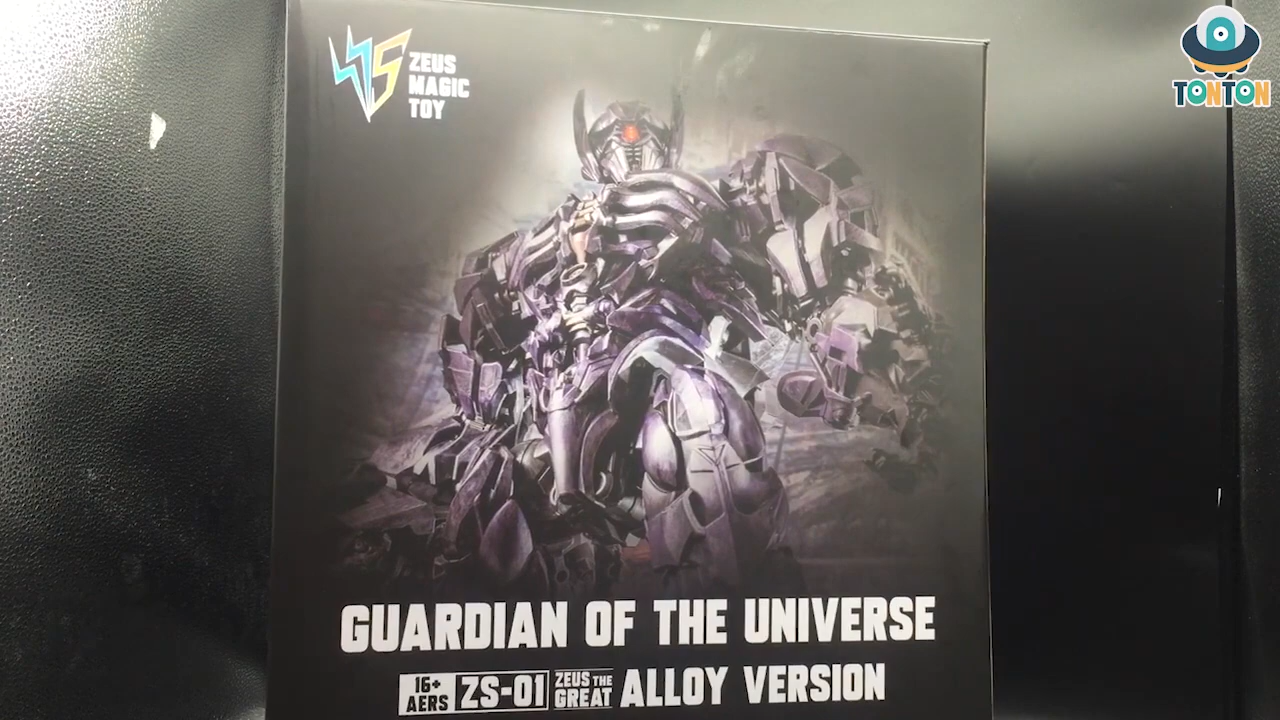 ZEUS
MAGIC
TOY
TONTON
GUARDIAN OF THE UNIVERSE
16+
AERS
ZS-01
ZEUS THE
GREAT
ALLOY VERSION